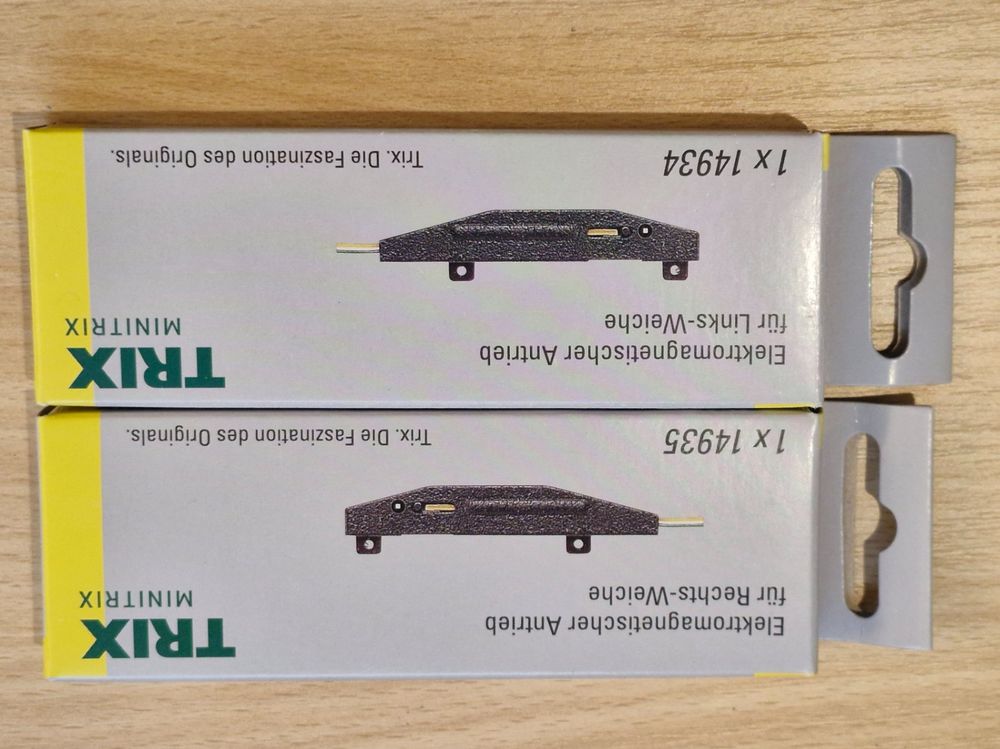 Elektromagnetischer Antrieb
für Rechts-Weiche
TRIX
MINITRIX
1 x 14935
Trix. Die Faszination des Originals.
Elektromagnetischer Antrieb
für Links-Weiche
TRIX
MINITRIX
1 x 14934
Trix. Die Faszination des Originals.